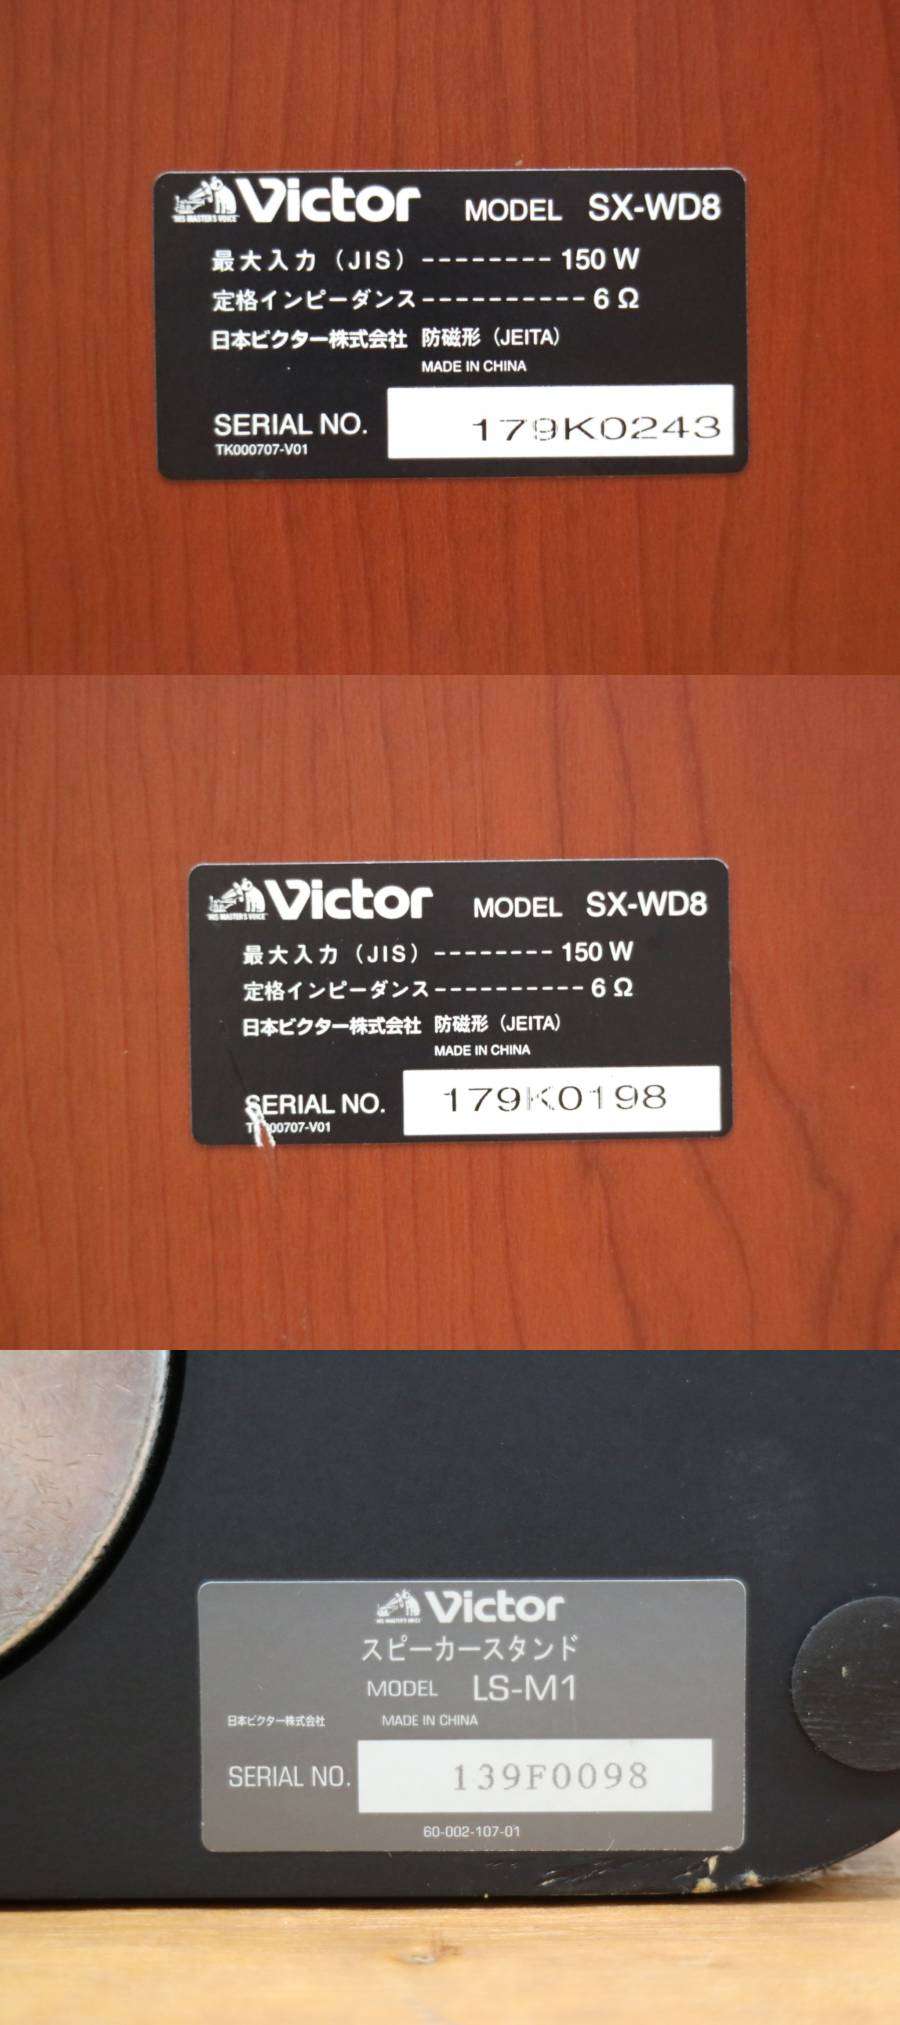 HIS MASTER'S VOICE
Victor MODEL SX-WD8
最大入力（JIS）---------150 W
定格インピーダンス----------6 Ω
日本ビクター株式会社 防磁形（JEITA）
MADE IN CHINA
SERIAL NO. 179K0243
TK000707-V01
HIS MASTER'S VOICE
Victor MODEL SX-WD8
最大入力（JIS）---------150 W
定格インピーダンス----------6 Ω
日本ビクター株式会社 防磁形（JEITA）
MADE IN CHINA
SERIAL NO. 179K0198
TK000707-V01
HIS MASTER'S VOICE
Victor
スピーカースタンド
MODEL LS-M1
日本ビクター株式会社 MADE IN CHINA
SERIAL NO. 139F0098
60-002-107-01